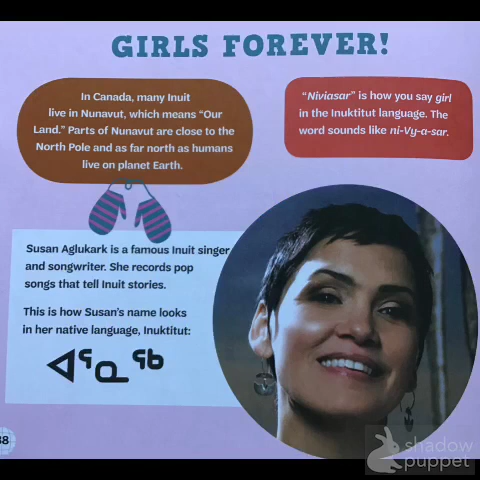 GIRLS FOREVER!
In Canada, many Inuit
live in Nunavut, which means “Our
Land.” Parts of Nunavut are close to the
North Pole and as far north as humans
live on planet Earth.
“Niviasar” is how you say girl
in the Inuktitut language. The
word sounds like ni-Vy-a-sar.
Susan Aglukark is a famous Inuit singer
and songwriter. She records pop
songs that tell Inuit stories.
This is how Susan’s name looks
in her native language, Inuktitut:
ᐊᕐᓇᖅ
shadow
puppet